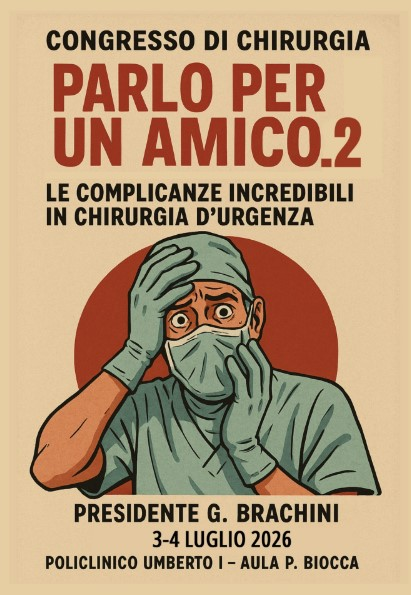 CONGRESSO DI CHIRURGIA
PARLO PER
UN AMICO.2
LE COMPLICANZE INCREDIBILI
IN CHIRURGIA D'URGENZA
PRESIDENTE G. BRACHINI
3-4 LUGLIO 2026
POLICLINICO UMBERTO I – AULA P. BIOCCA